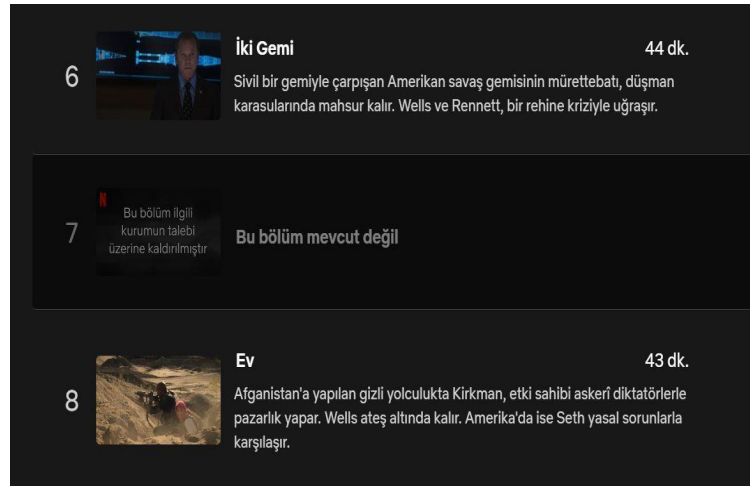 İki Gemi
44 dk.
6
Sivil bir gemiyle çarpışan Amerikan savaş gemisinin mürettebatı, düşman
karasularında mahsur kalır. Wells ve Rennett, bir rehine kriziyle uğraşır.
N
Bu bölüm ilgili
kurumun talebi
üzerine kaldırılmıştır
7
Bu bölüm mevcut değil
Ev
43 dk.
8
Afganistan'a yapılan gizli yolculukta Kirkman, etki sahibi askerî diktatörlerle
pazarlık yapar. Wells ateş altında kalır. Amerika'da ise Seth yasal sorunlarla
karşılaşır.